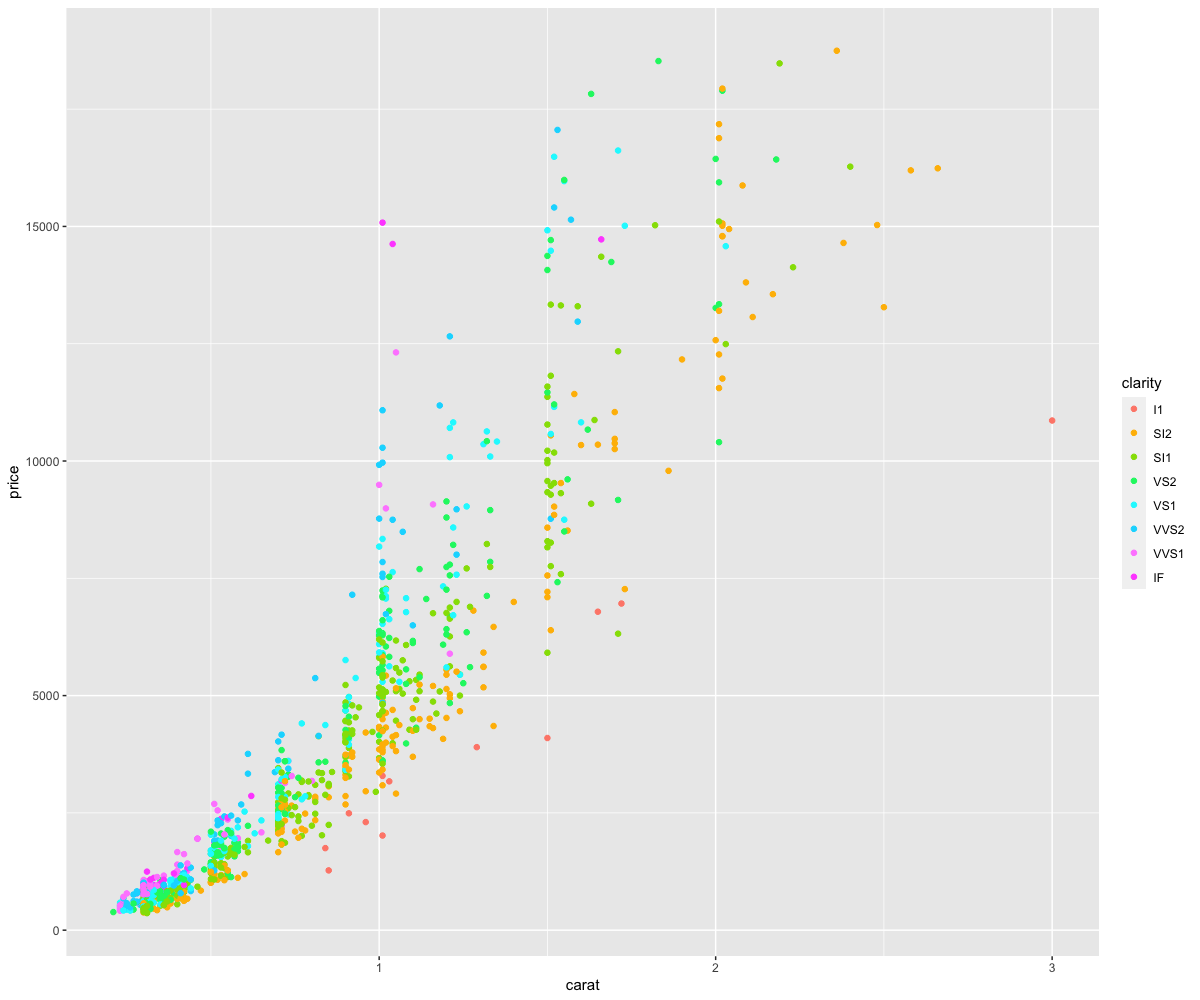 15000
10000
5000
0
price
1
2
3
carat
clarity
I1
SI2
SI1
VS2
VS1
VVS2
VVS1
IF